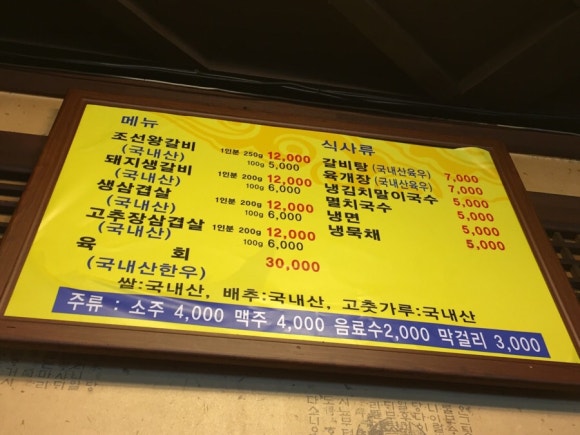 메뉴
조선왕갈비 1인분 250g 12,000
(국내산) 100g 5,000
돼지생갈비 1인분 200g 12,000
(국내산) 100g 6,000
생삼겹살 1인분 200g 12,000
(국내산) 100g 6,000
고추장삼겹살 1인분 200g 12,000
(국내산) 100g 6,000
육 회 30,000
(국내산한우)
식사류
갈비탕 (국내산육우) 7,000
육개장 (국내산육우) 7,000
냉김치말이국수 5,000
멸치국수 5,000
냉면 5,000
냉묵채 5,000
쌀:국내산, 배추:국내산, 고춧가루:국내산
주류 : 소주 4,000 맥주 4,000 음료수2,000 막걸리 3,000